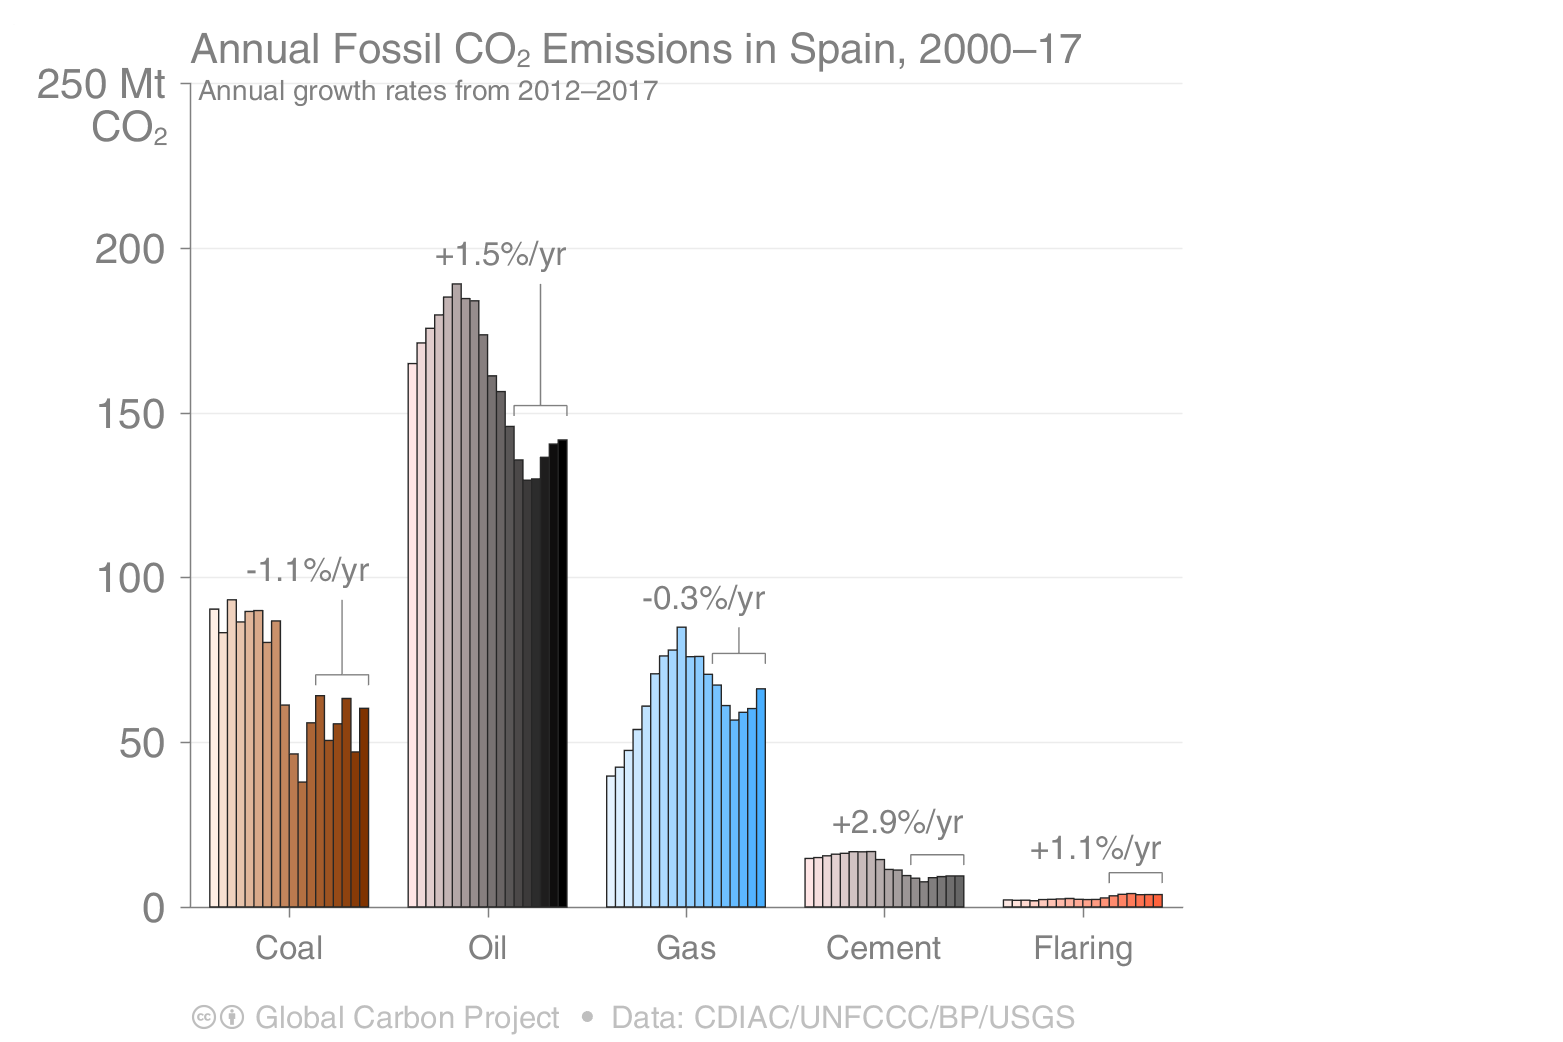 Annual Fossil CO₂ Emissions in Spain, 2000–17
250 Mt
CO₂
Annual growth rates from 2012–2017
200
+1.5%/yr
150
100
-1.1%/yr
-0.3%/yr
50
+2.9%/yr
+1.1%/yr
0
Coal Oil Gas Cement Flaring
cc Global Carbon Project • Data: CDIAC/UNFCCC/BP/USGS